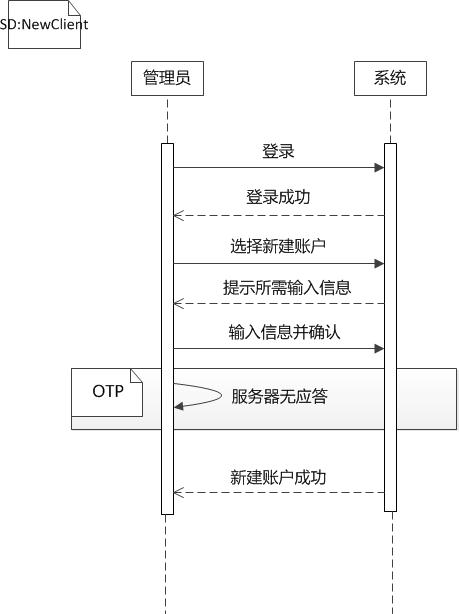 SD:NewClient
管理员
系统
登录
登录成功
选择新建账户
提示所需输入信息
输入信息并确认
OTP
服务器无应答
新建账户成功